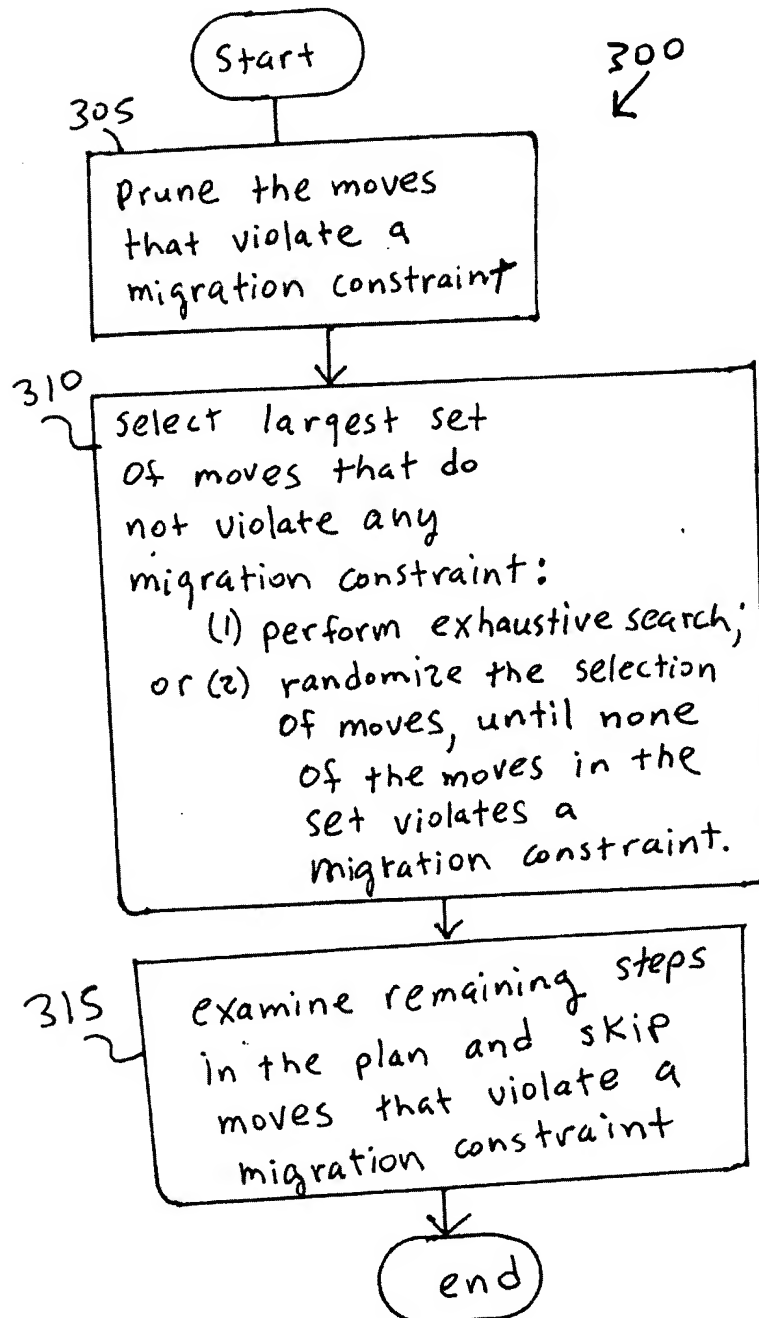 Start
300
305
Prune the moves
that violate a
migration constraint
310
select largest set
of moves that do
not violate any
migration constraint:
(1) perform exhaustive search;
or (2) randomize the selection
of moves, until none
of the moves in the
set violates a
migration constraint.
315
examine remaining steps
in the plan and skip
moves that violate a
migration constraint
end